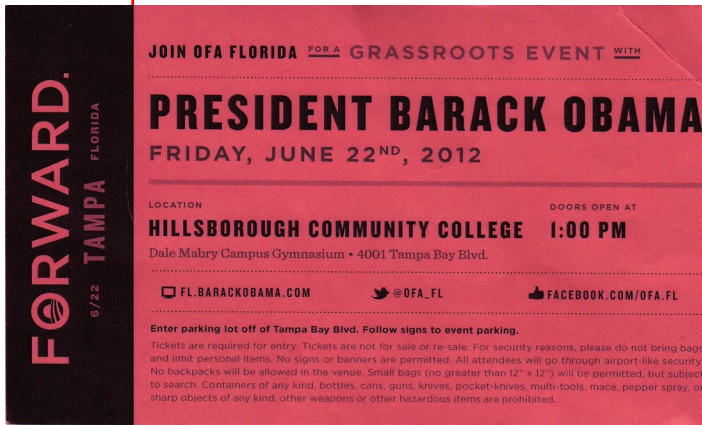 FORWARD.
6/22 TAMPA FLORIDA
JOIN OFA FLORIDA FOR A GRASSROOTS EVENT WITH
PRESIDENT BARACK OBAMA
FRIDAY, JUNE 22ND, 2012
LOCATION
HILLSBOROUGH COMMUNITY COLLEGE
Dale Mabry Campus Gymnasium • 4001 Tampa Bay Blvd.
DOORS OPEN AT
1:00 PM
FL.BARACKOBAMA.COM
@OFA_FL
FACEBOOK.COM/OFA.FL
Enter parking lot off of Tampa Bay Blvd. Follow signs to event parking.
Tickets are required for entry. Tickets are not for sale or re-sale. For security reasons, please do not bring bags
and limit personal items. No signs or banners are permitted. All attendees will go through airport-like security.
No backpacks will be allowed in the venue. Small bags (no greater than 12" x 12") will be permitted, but subject
to search. Containers of any kind, bottles, cans, guns, knives, pocket-knives, multi-tools, mace, pepper spray, or
sharp objects of any kind, other weapons or other hazardous items are prohibited.